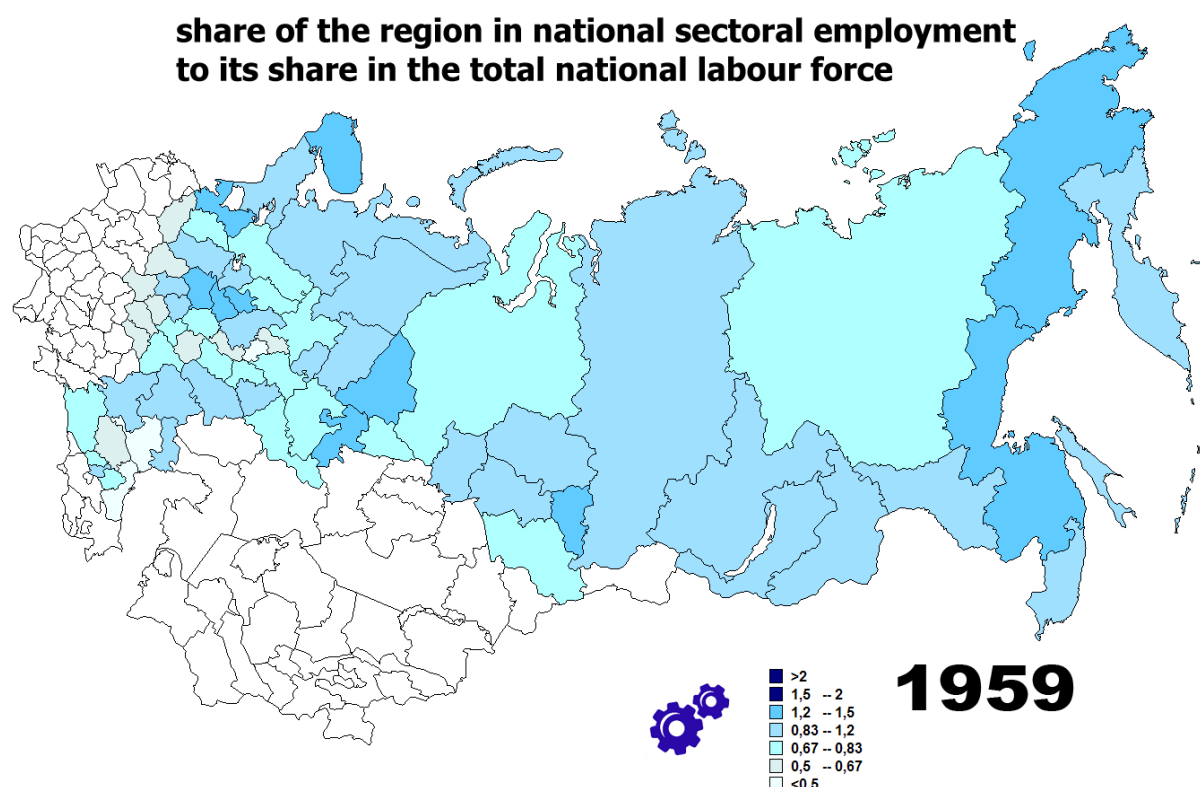 share of the region in national sectoral employment
to its share in the total national labour force
1959
>2
1,5 -- 2
1,2 -- 1,5
0,83 -- 1,2
0,67 -- 0,83
0,5 -- 0,67
<0,5